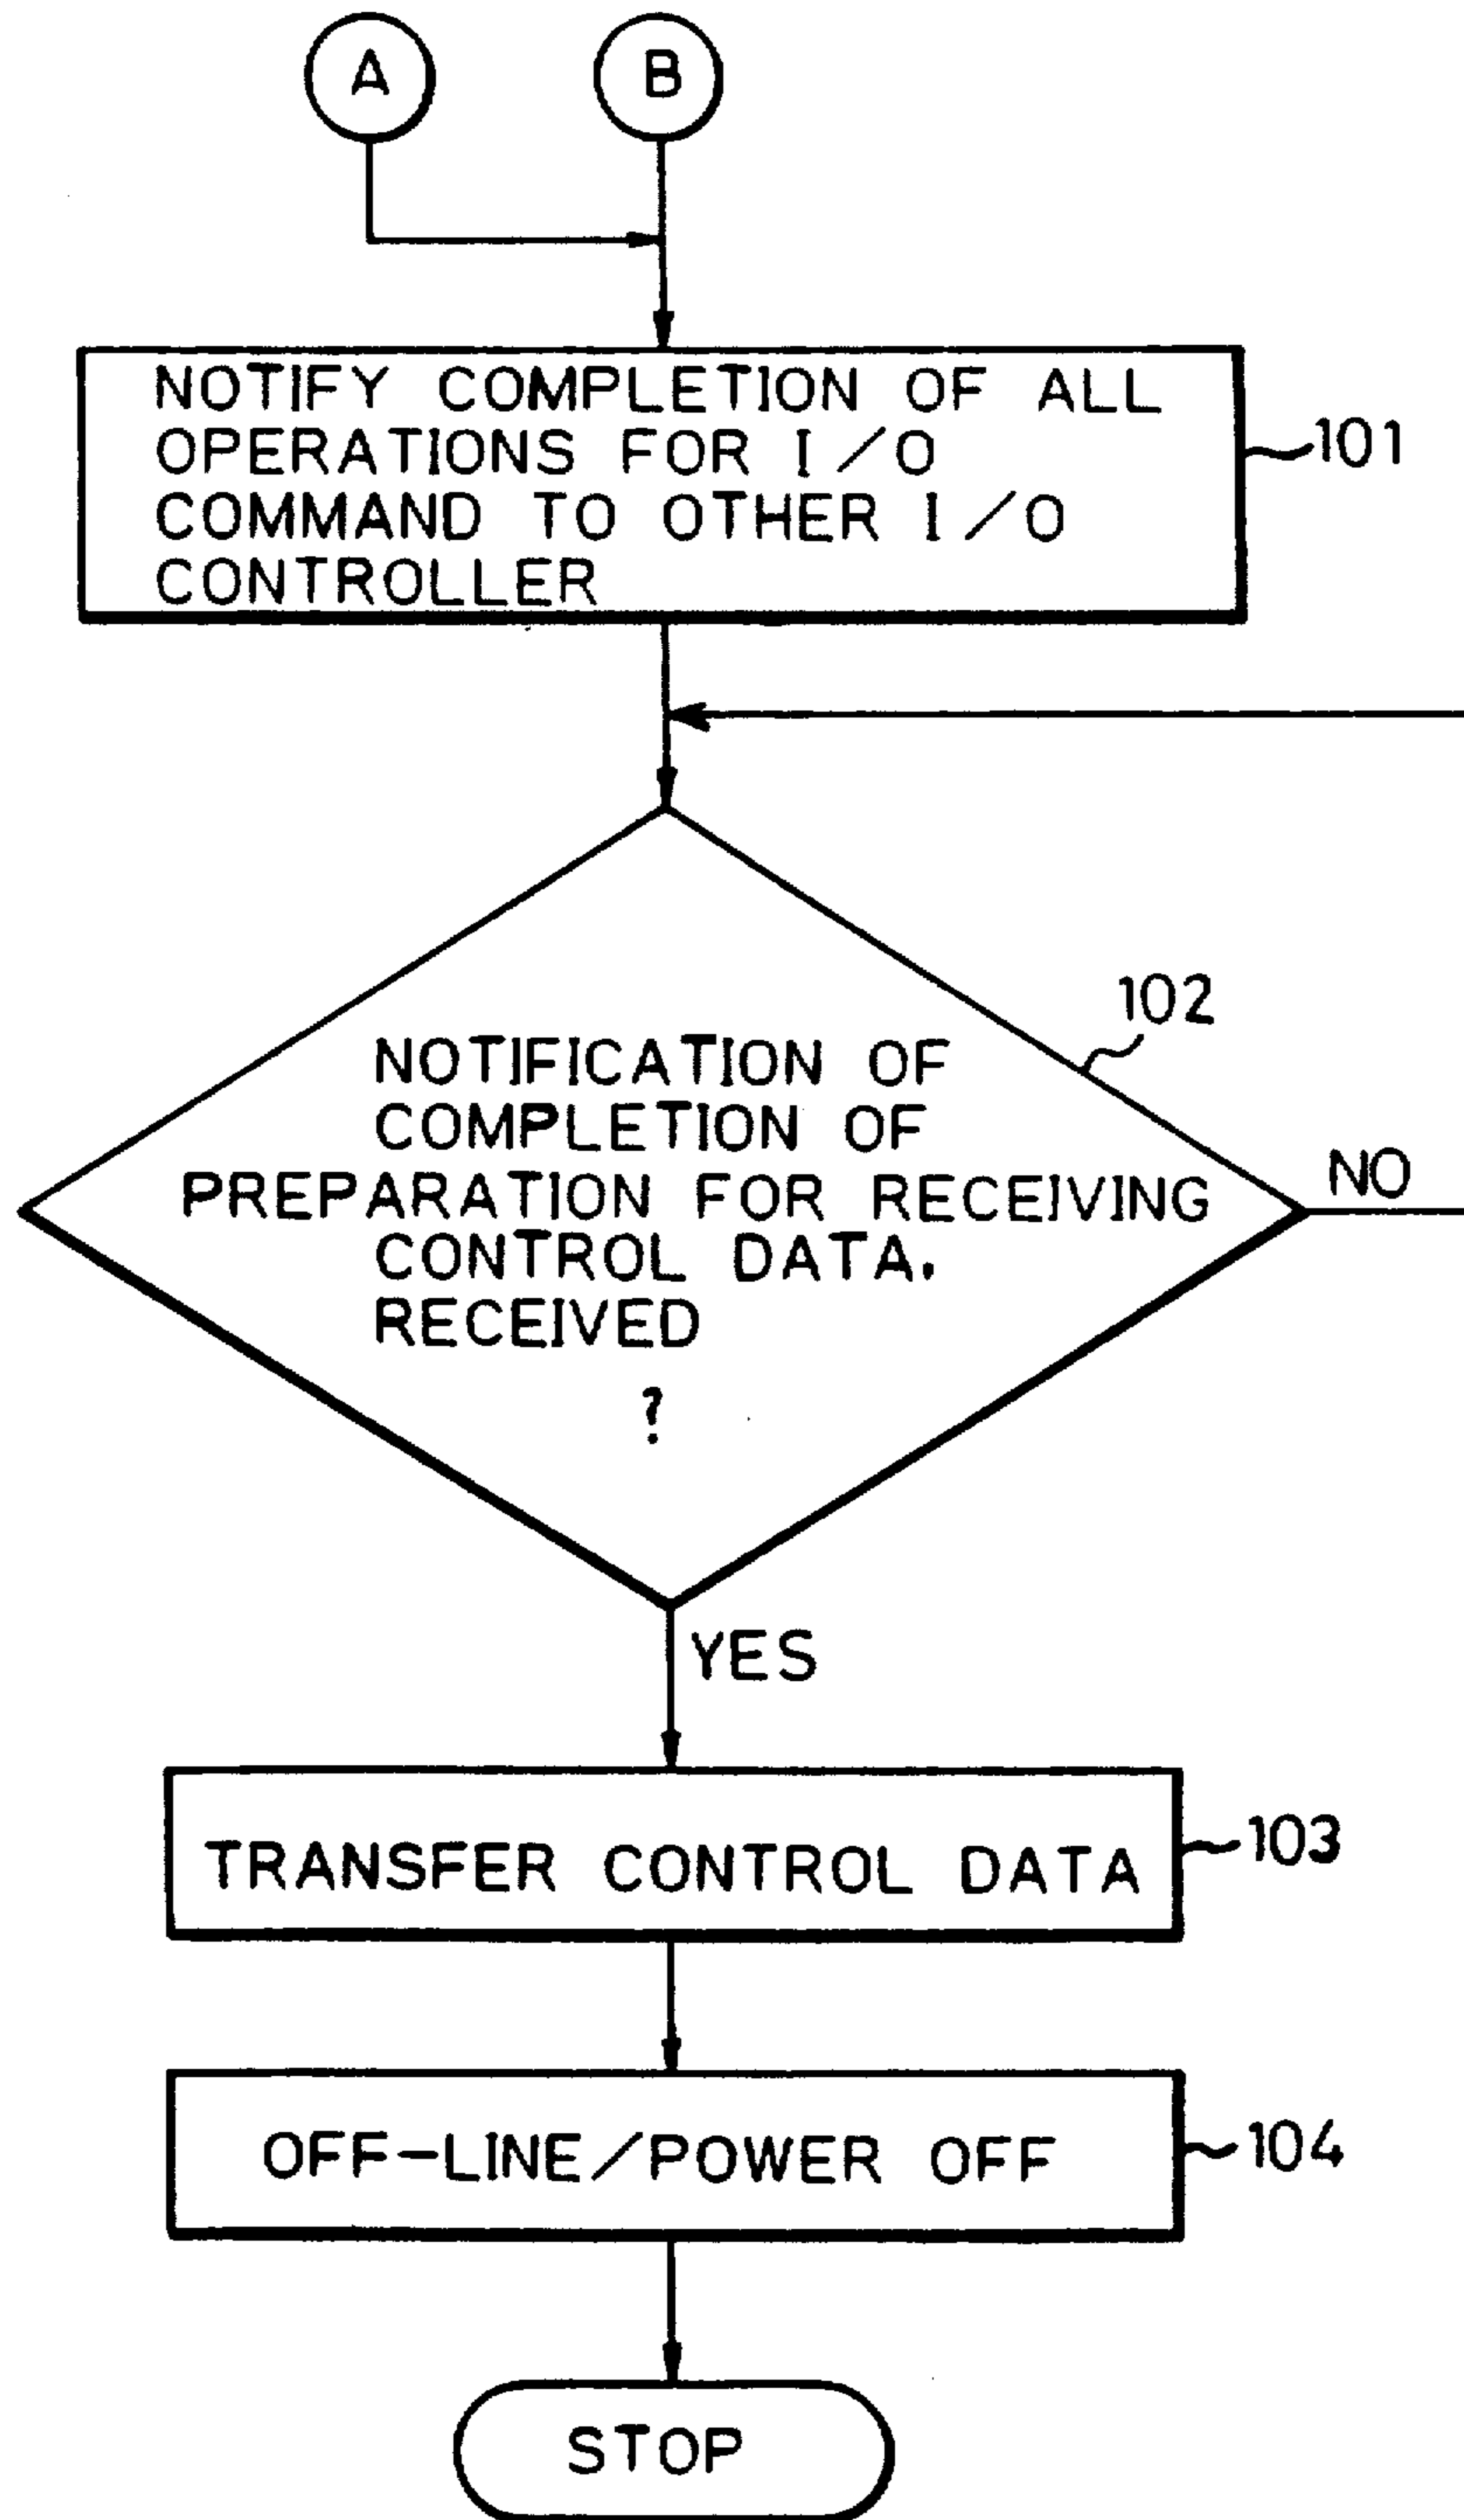 A B
NOTIFY COMPLETION OF ALL
OPERATIONS FOR I/O
COMMAND TO OTHER I/O
CONTROLLER
101
102
NOTIFICATION OF
COMPLETION OF
PREPARATION FOR RECEIVING
CONTROL DATA.
RECEIVED
?
NO
YES
TRANSFER CONTROL DATA
103
OFF-LINE/POWER OFF
104
STOP